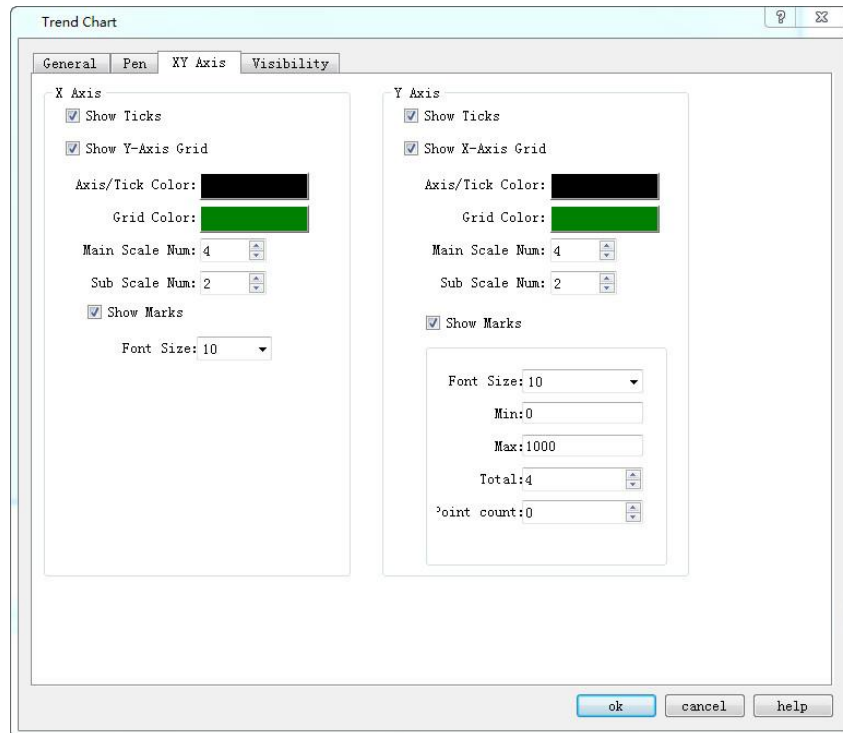 Trend Chart
General Pen XY Axis Visibility
X Axis
Show Ticks
Show Y-Axis Grid
Axis/Tick Color:
Grid Color:
Main Scale Num: 4
Sub Scale Num: 2
Show Marks
Font Size: 10
Y Axis
Show Ticks
Show X-Axis Grid
Axis/Tick Color:
Grid Color:
Main Scale Num: 4
Sub Scale Num: 2
Show Marks
Font Size: 10
Min: 0
Max: 1000
Total: 4
Point count: 0
ok cancel help